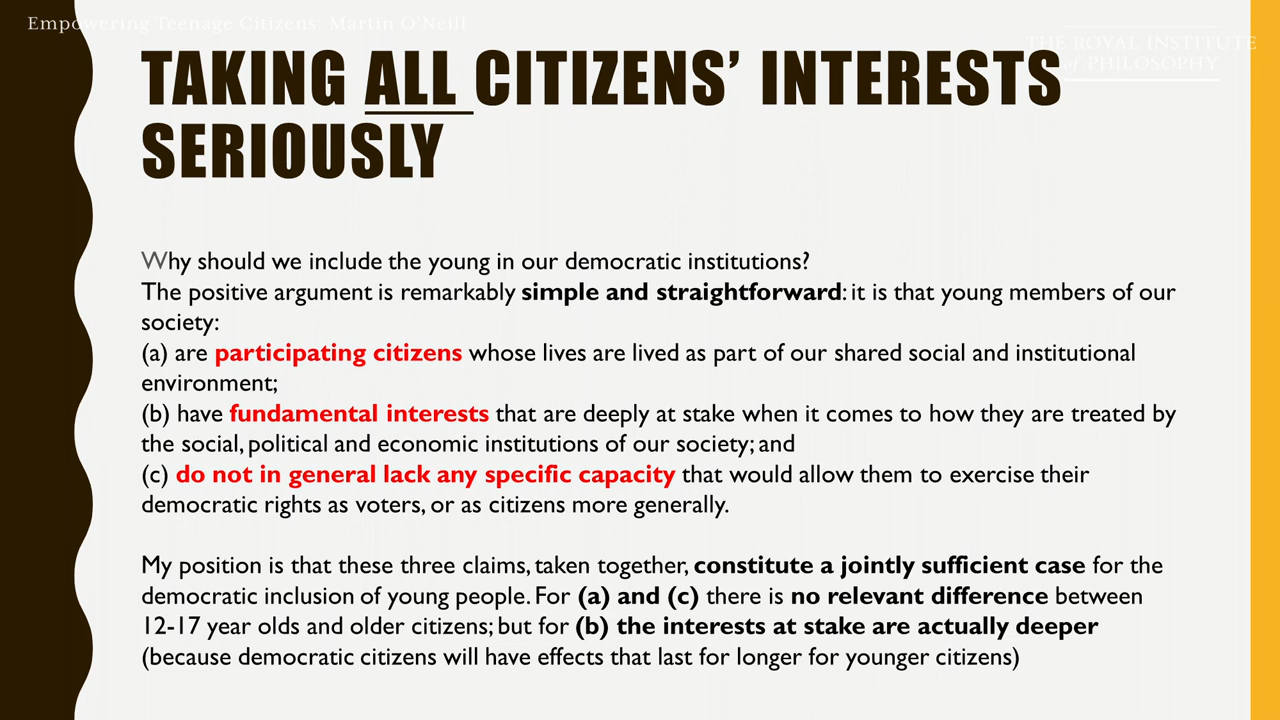 Empowering Teenage Citizens: Martin O'Neill
THE ROYAL INSTITUTE
of PHILOSOPHY
TAKING ALL CITIZENS' INTERESTS
SERIOUSLY
Why should we include the young in our democratic institutions?
The positive argument is remarkably simple and straightforward: it is that young members of our
society:
(a) are participating citizens whose lives are lived as part of our shared social and institutional
environment;
(b) have fundamental interests that are deeply at stake when it comes to how they are treated by
the social, political and economic institutions of our society; and
(c) do not in general lack any specific capacity that would allow them to exercise their
democratic rights as voters, or as citizens more generally.
My position is that these three claims, taken together, constitute a jointly sufficient case for the
democratic inclusion of young people. For (a) and (c) there is no relevant difference between
12-17 year olds and older citizens; but for (b) the interests at stake are actually deeper
(because democratic citizens will have effects that last for longer for younger citizens)